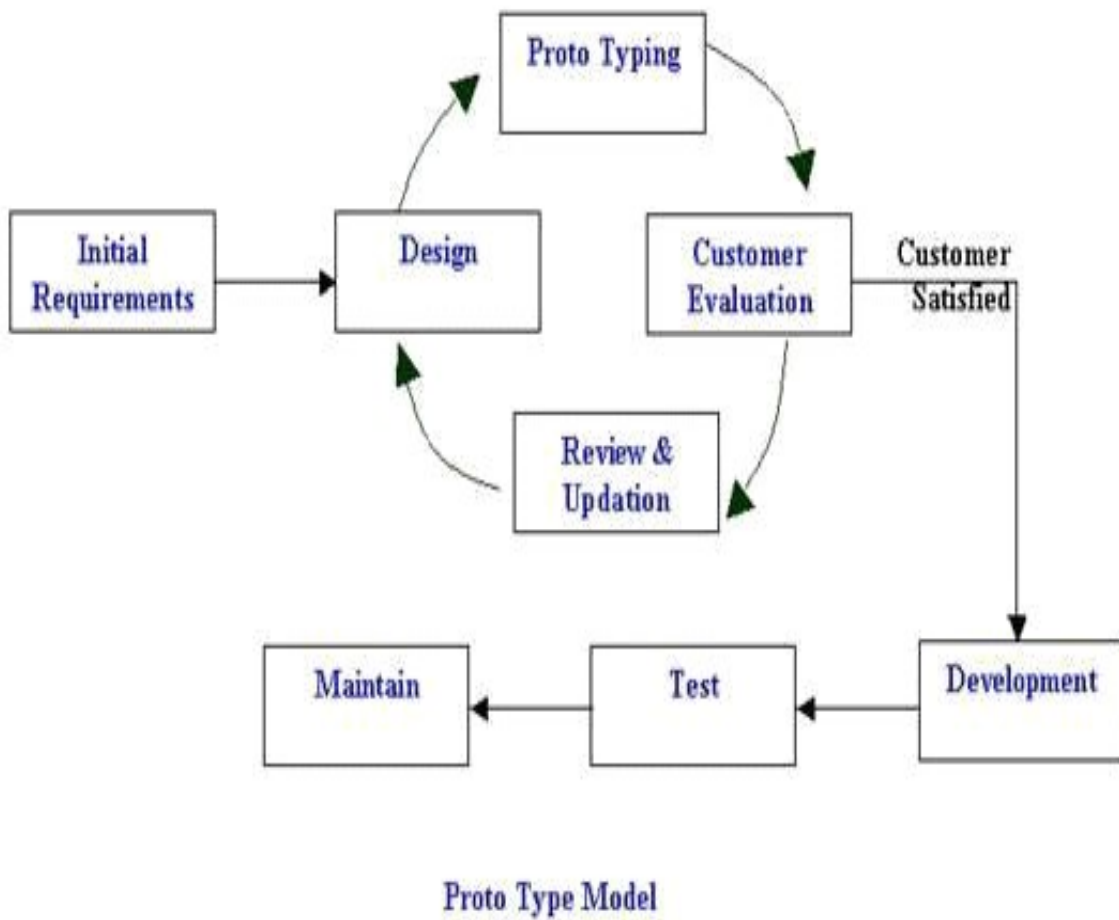 Proto Typing
Initial
Requirements
Design
Customer
Evaluation
Customer
Satisfied
Review &
Updation
Maintain
Test
Development
Proto Type Model